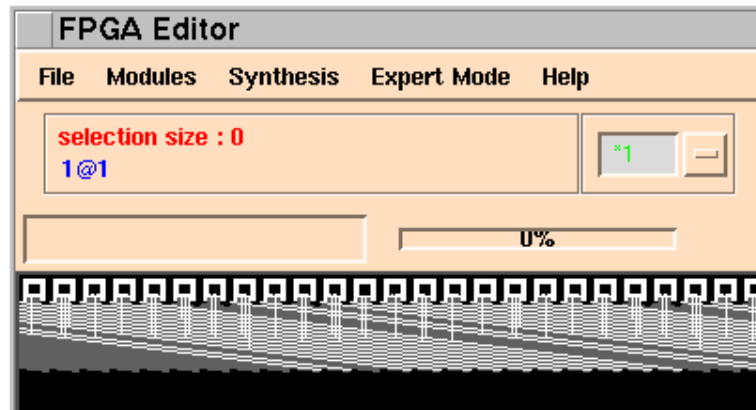 FPGA Editor
File Modules Synthesis Expert Mode Help
selection size : 0
1@1
*1
0%